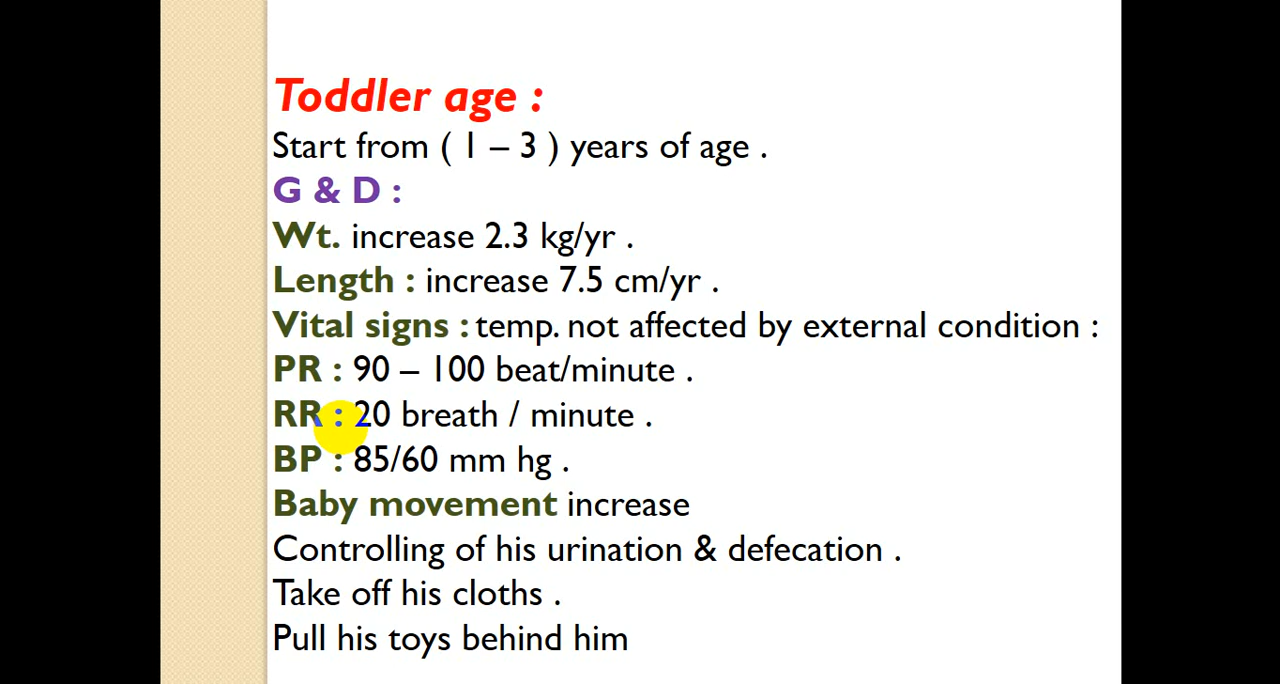 Toddler age :
Start from ( 1 – 3 ) years of age .
G & D :
Wt. increase 2.3 kg/yr .
Length : increase 7.5 cm/yr .
Vital signs : temp. not affected by external condition :
PR : 90 – 100 beat/minute .
RR : 20 breath / minute .
BP : 85/60 mm hg .
Baby movement increase
Controlling of his urination & defecation .
Take off his cloths .
Pull his toys behind him